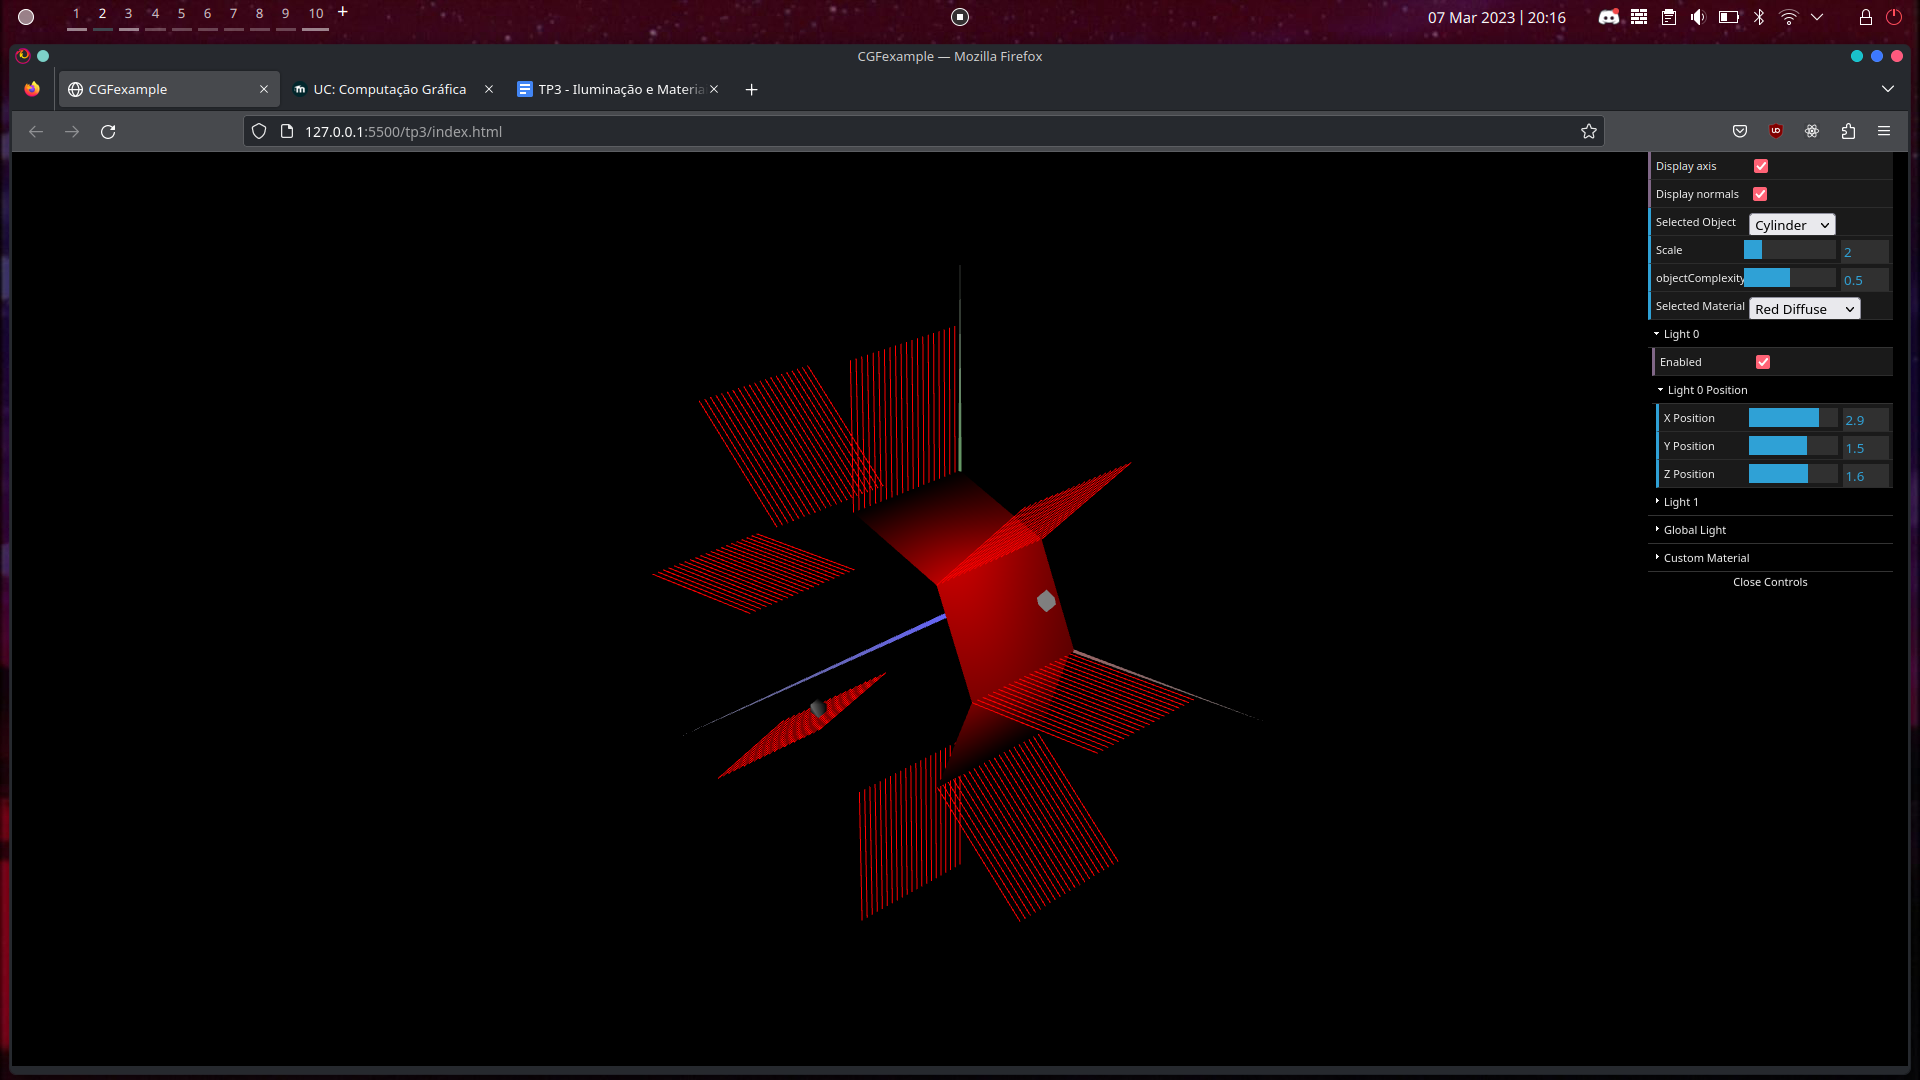 1 2 3 4 5 6 7 8 9 10 +
07 Mar 2023 | 20:16
CGFexample — Mozilla Firefox
CGFexample
UC: Computação Gráfica
TP3 - Iluminação e Materia
127.0.0.1:5500/tp3/index.html
Display axis
Display normals
Selected Object Cylinder
Scale 2
objectComplexity 0.5
Selected Material Red Diffuse
Light 0
Enabled
Light 0 Position
X Position 2.9
Y Position 1.5
Z Position 1.6
Light 1
Global Light
Custom Material
Close Controls